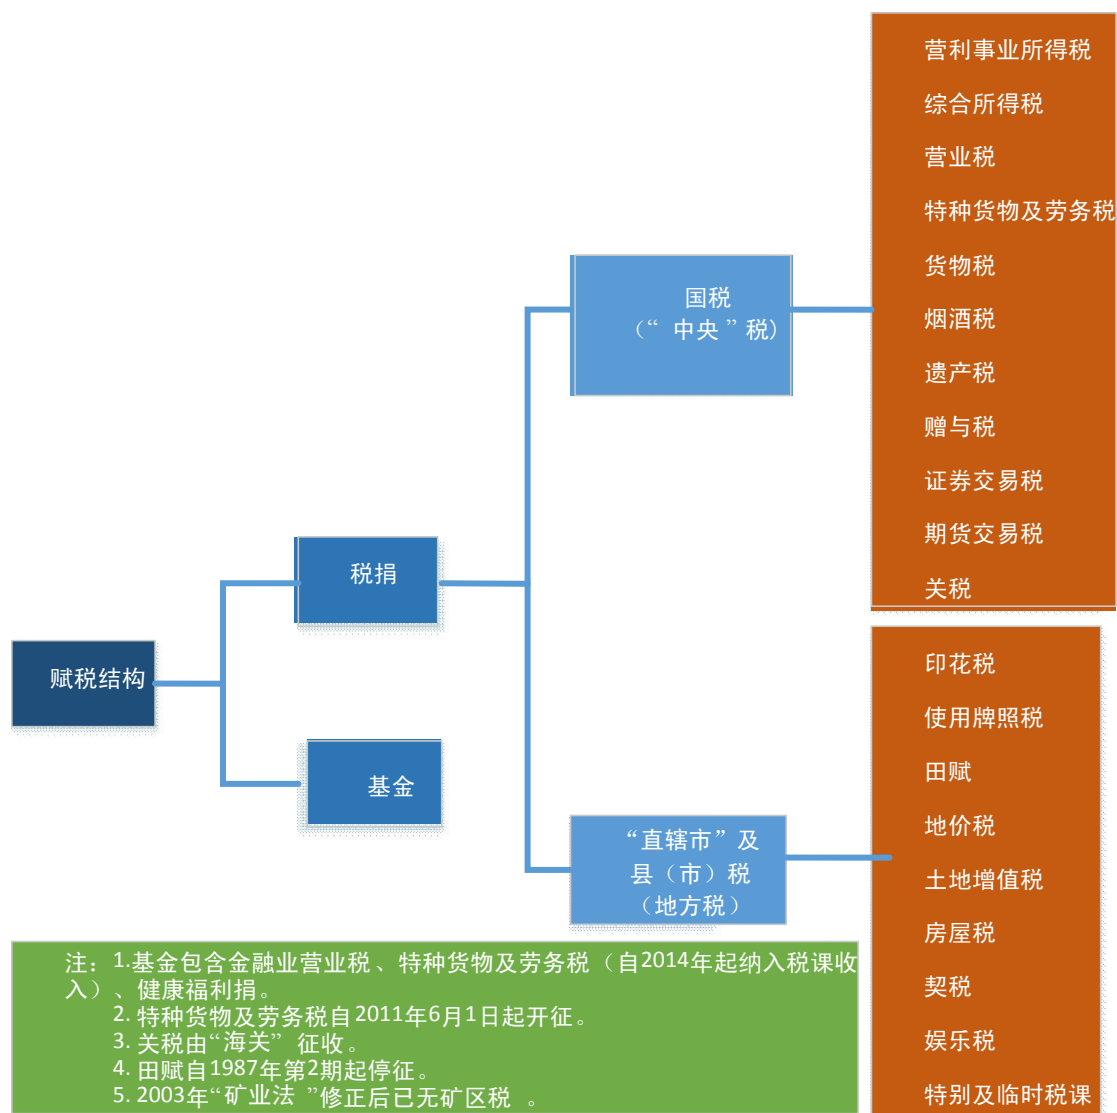 赋税结构
税捐
基金
国税
（“中央”税）
“直辖市”及
县（市）税
（地方税）
营利事业所得税
综合所得税
营业税
特种货物及劳务税
货物税
烟酒税
遗产税
赠与税
证券交易税
期货交易税
关税
印花税
使用牌照税
田赋
地价税
土地增值税
房屋税
契税
娱乐税
特别及临时税课
注：1.基金包含金融业营业税、特种货物及劳务税（自2014年起纳入税课收
入）、健康福利捐。
2. 特种货物及劳务税自2011年6月1日起开征。
3. 关税由“海关”征收。
4. 田赋自1987年第2期起停征。
5. 2003年“矿业法”修正后已无矿区税。